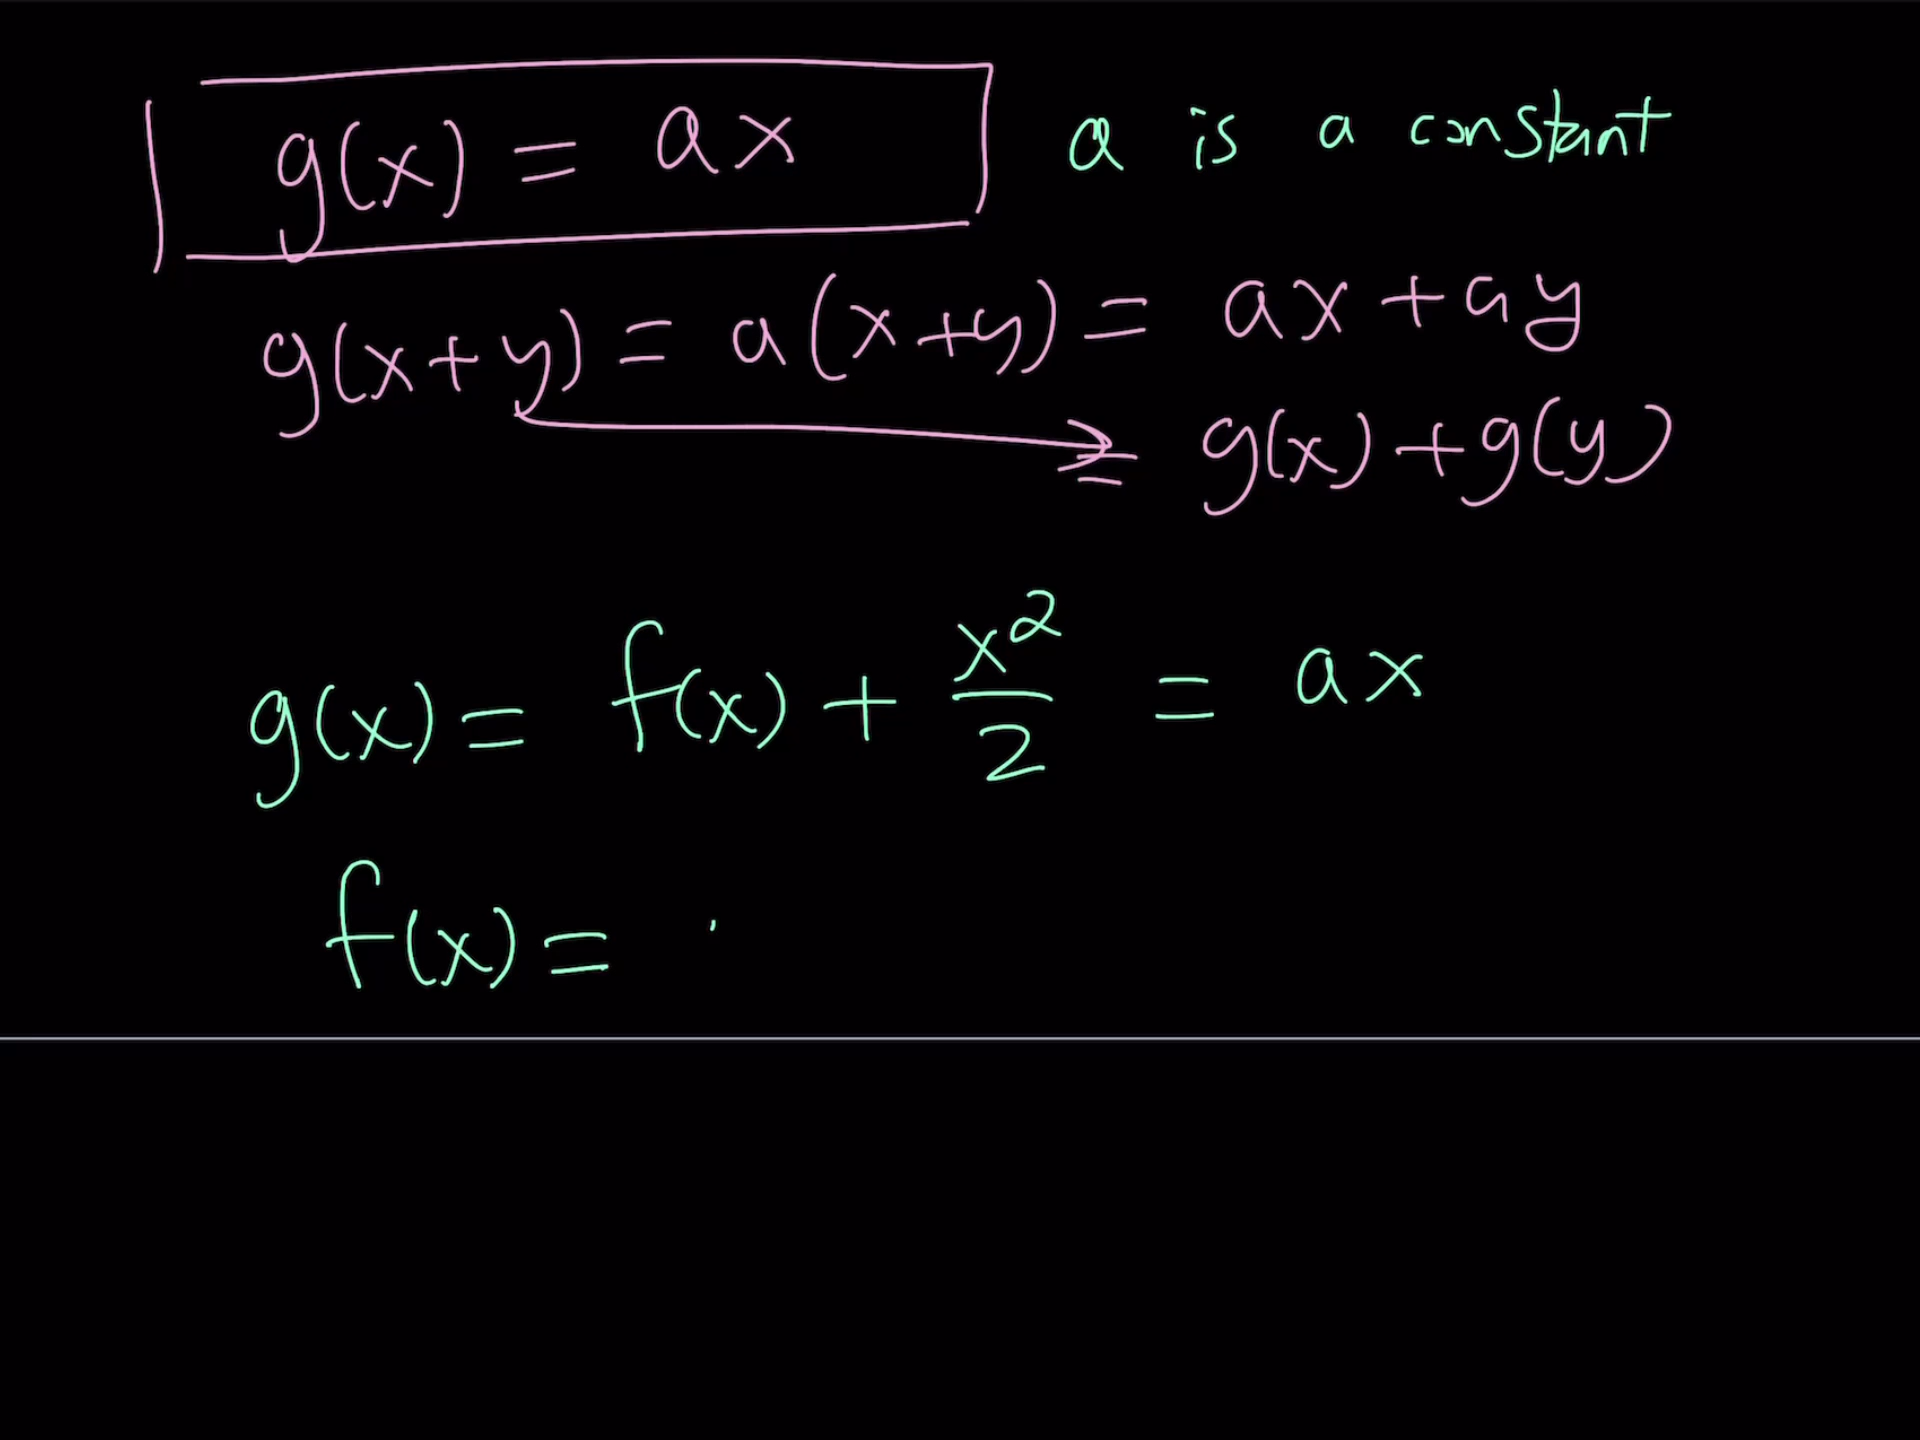 g(x) = ax a is a constant
g(x+y) = a(x+y) = ax+ay
= g(x)+g(y)
g(x) = f(x) + x²/2 = ax
f(x) =